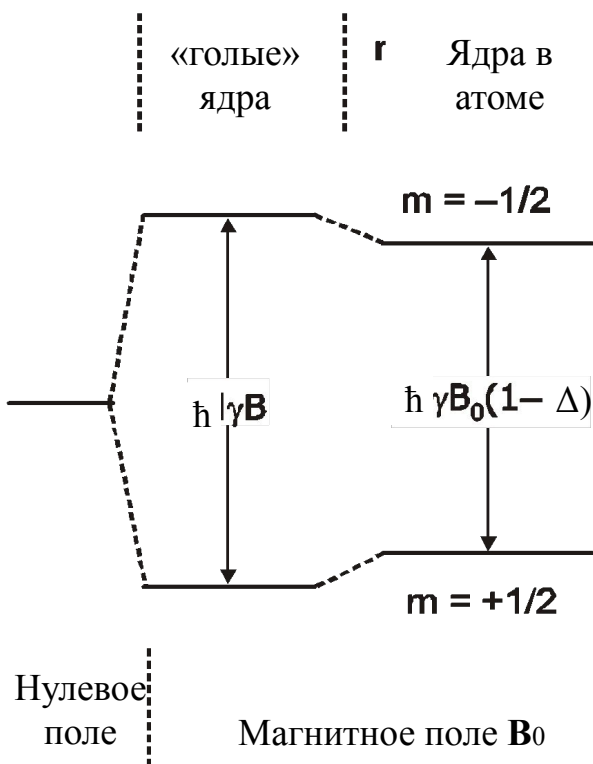 «голые»
ядра
r
Ядра в
атоме
m = –1/2
ħ |γB
ħ γB₀(1– Δ)
m = +1/2
Нулевое
поле
Магнитное поле B₀